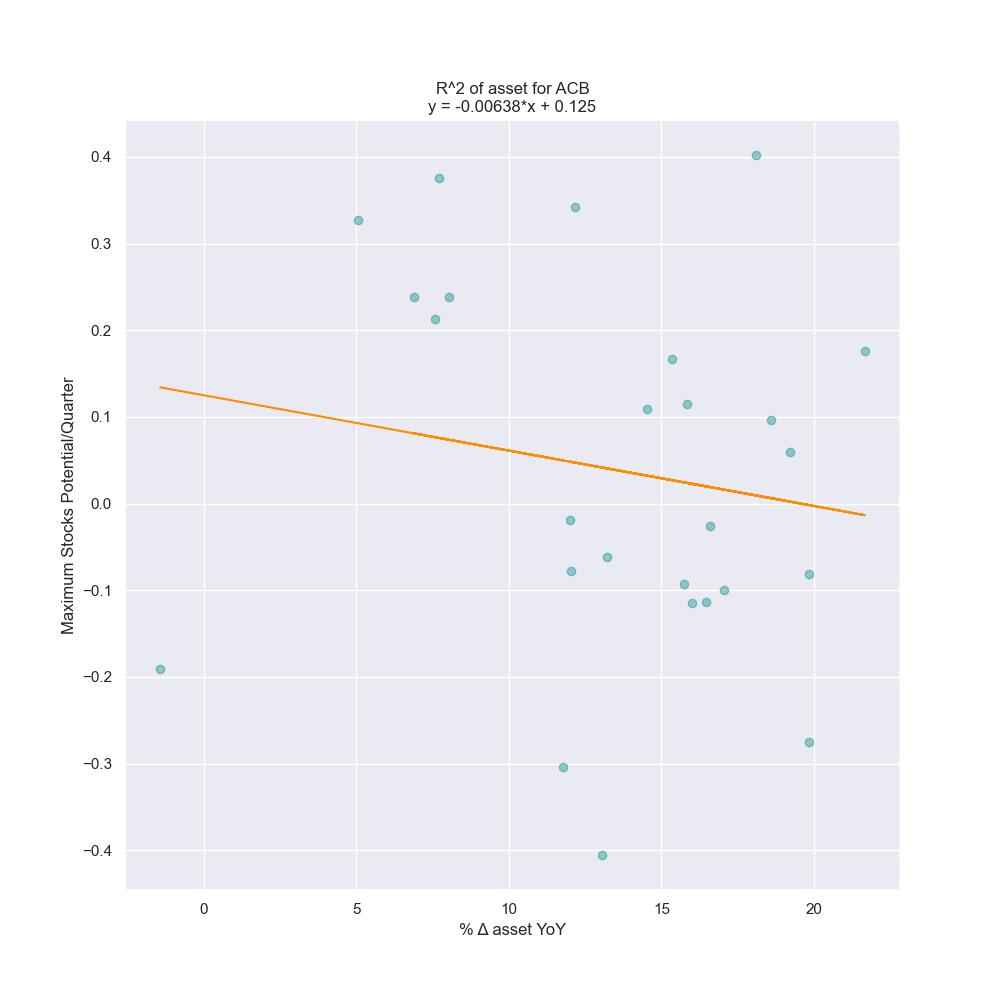 R^2 of asset for ACB
y = -0.00638*x + 0.125
0.4
0.3
0.2
0.1
0.0
−0.1
−0.2
−0.3
−0.4
Maximum Stocks Potential/Quarter
0 5 10 15 20
% Δ asset YoY